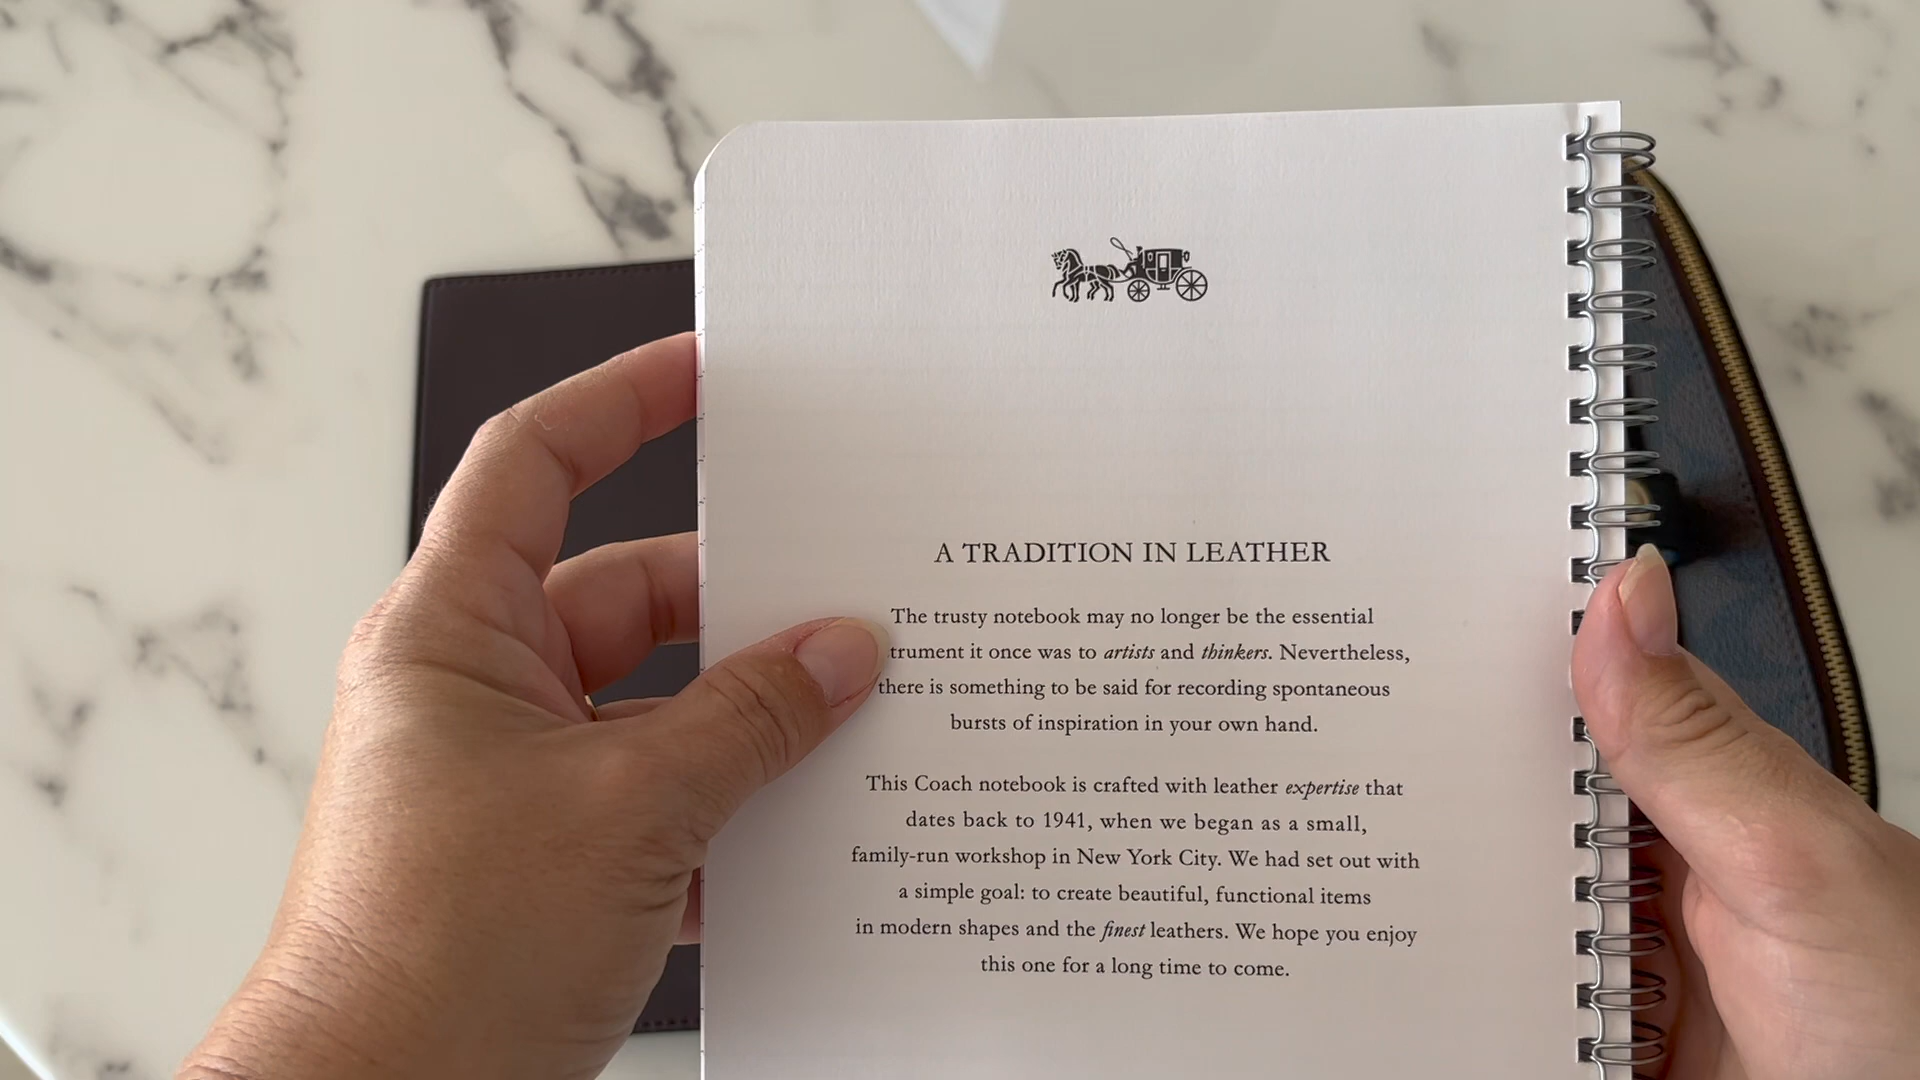 A TRADITION IN LEATHER
The trusty notebook may no longer be the essential
trument it once was to artists and thinkers. Nevertheless,
there is something to be said for recording spontaneous
bursts of inspiration in your own hand.
This Coach notebook is crafted with leather expertise that
dates back to 1941, when we began as a small,
family-run workshop in New York City. We had set out with
a simple goal: to create beautiful, functional items
in modern shapes and the finest leathers. We hope you enjoy
this one for a long time to come.